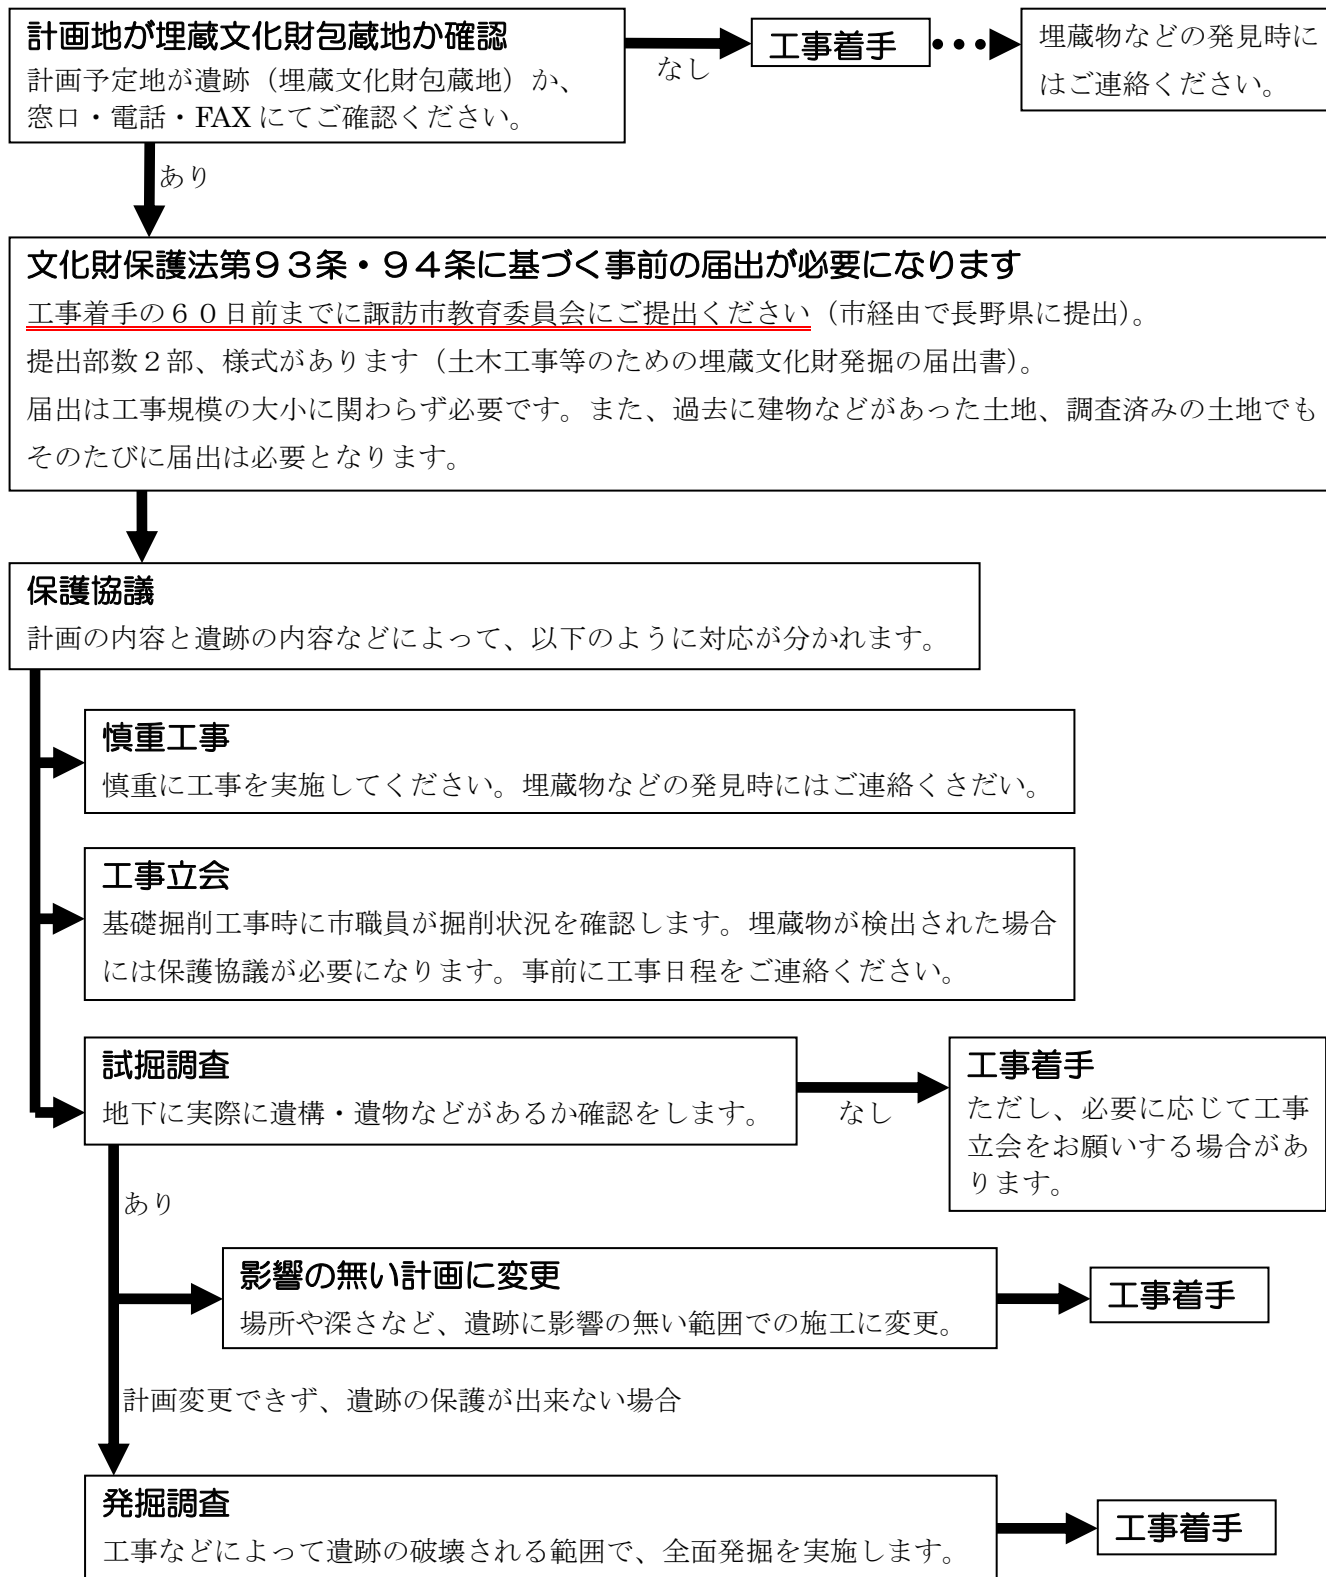 計画地が埋蔵文化財包蔵地か確認
計画予定地が遺跡（埋蔵文化財包蔵地）か、
窓口・電話・FAX にてご確認ください。
なし
工事着手
埋蔵物などの発見時に
はご連絡ください。
あり
文化財保護法第９３条・９４条に基づく事前の届出が必要になります
工事着手の６０日前までに諏訪市教育委員会にご提出ください（市経由で長野県に提出）。
提出部数２部、様式があります（土木工事等のための埋蔵文化財発掘の届出書）。
届出は工事規模の大小に関わらず必要です。また、過去に建物などがあった土地、調査済みの土地でも
そのたびに届出は必要となります。
保護協議
計画の内容と遺跡の内容などによって、以下のように対応が分かれます。
慎重工事
慎重に工事を実施してください。埋蔵物などの発見時にはご連絡くさだい。
工事立会
基礎掘削工事時に市職員が掘削状況を確認します。埋蔵物が検出された場合
には保護協議が必要になります。事前に工事日程をご連絡ください。
試掘調査
地下に実際に遺構・遺物などがあるか確認をします。
なし
工事着手
ただし、必要に応じて工事
立会をお願いする場合があ
ります。
あり
影響の無い計画に変更
場所や深さなど、遺跡に影響の無い範囲での施工に変更。
工事着手
計画変更できず、遺跡の保護が出来ない場合
発掘調査
工事などによって遺跡の破壊される範囲で、全面発掘を実施します。
工事着手